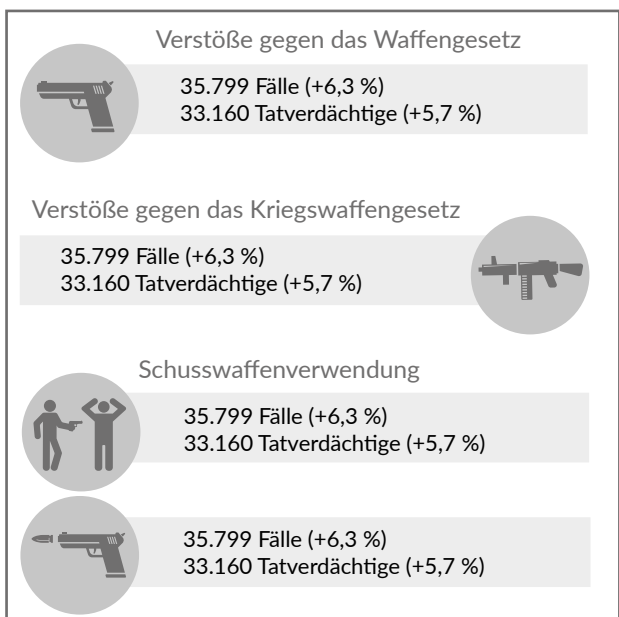 Verstöße gegen das Waffengesetz
35.799 Fälle (+6,3 %)
33.160 Tatverdächtige (+5,7 %)
Verstöße gegen das Kriegswaffengesetz
35.799 Fälle (+6,3 %)
33.160 Tatverdächtige (+5,7 %)
Schusswaffenverwendung
35.799 Fälle (+6,3 %)
33.160 Tatverdächtige (+5,7 %)
35.799 Fälle (+6,3 %)
33.160 Tatverdächtige (+5,7 %)